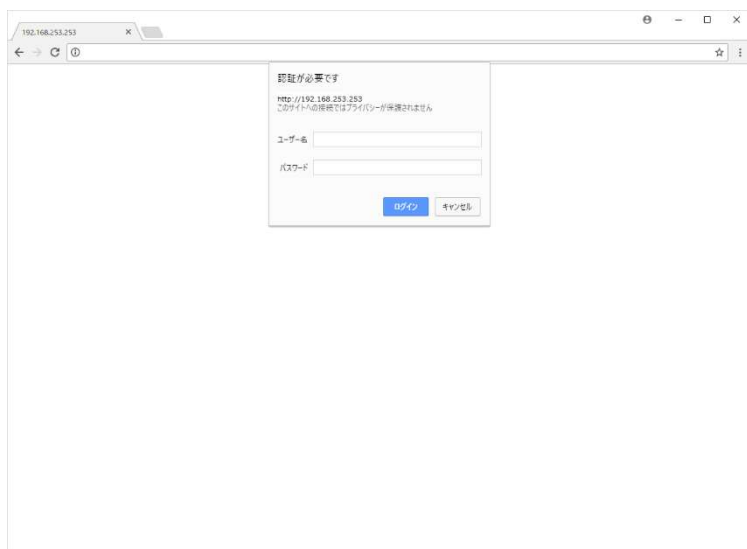 192.168.253.253
認証が必要です
http://192.168.253.253
このサイトへの接続ではプライバシーが保護されません
ユーザー名
パスワード
ログイン
キャンセル